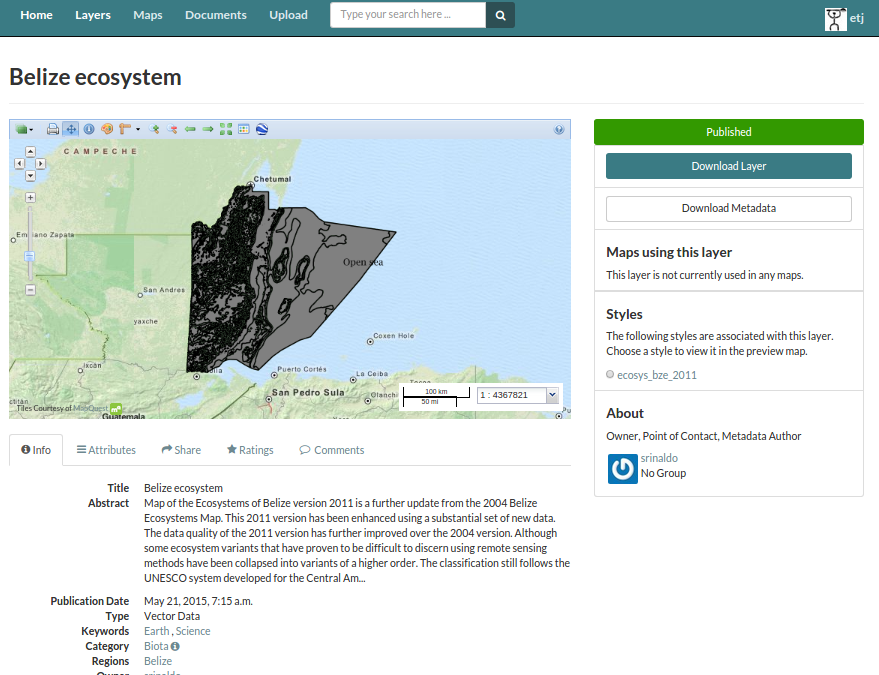 Home Layers Maps Documents Upload Type your search here ... etj
Belize ecosystem
CAMPECHE
Chetumal
Open sea
San Andres
yaxche
Coxen Hole
Ixcán
Puerto Cortés
La Ceiba
San Pedro Sula
Olanchi
Guatemala
Tiles Courtesy of MapQuest
100 km
50 mi
1 : 4367821
Published
Download Layer
Download Metadata
Maps using this layer
This layer is not currently used in any maps.
Styles
The following styles are associated with this layer.
Choose a style to view it in the preview map.
ecosys_bze_2011
About
Owner, Point of Contact, Metadata Author
srinaldo
No Group
Info Attributes Share Ratings Comments
Title Belize ecosystem
Abstract Map of the Ecosystems of Belize version 2011 is a further update from the 2004 Belize
Ecosystems Map. This 2011 version has been enhanced using a substantial set of new data.
The data quality of the 2011 version has further improved over the 2004 version. Although
some ecosystem variants that have proven to be difficult to discern using remote sensing
methods have been collapsed into variants of a higher order. The classification still follows the
UNESCO system developed for the Central Am...
Publication Date May 21, 2015, 7:15 a.m.
Type Vector Data
Keywords Earth , Science
Category Biota
Regions Belize
Owner srinaldo